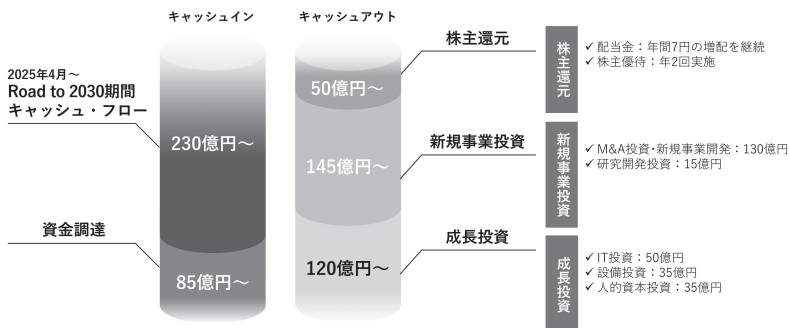 キャッシュイン
キャッシュアウト
2025年4月～
Road to 2030期間
キャッシュ・フロー
230億円～
資金調達
85億円～
50億円～
145億円～
120億円～
株主還元
新規事業投資
成長投資
株主還元
✓ 配当金：年間7円の増配を継続
✓ 株主優待：年2回実施
新規事業投資
✓ M&A投資・新規事業開発：130億円
✓ 研究開発投資：15億円
成長投資
✓ IT投資：50億円
✓ 設備投資：35億円
✓ 人的資本投資：35億円